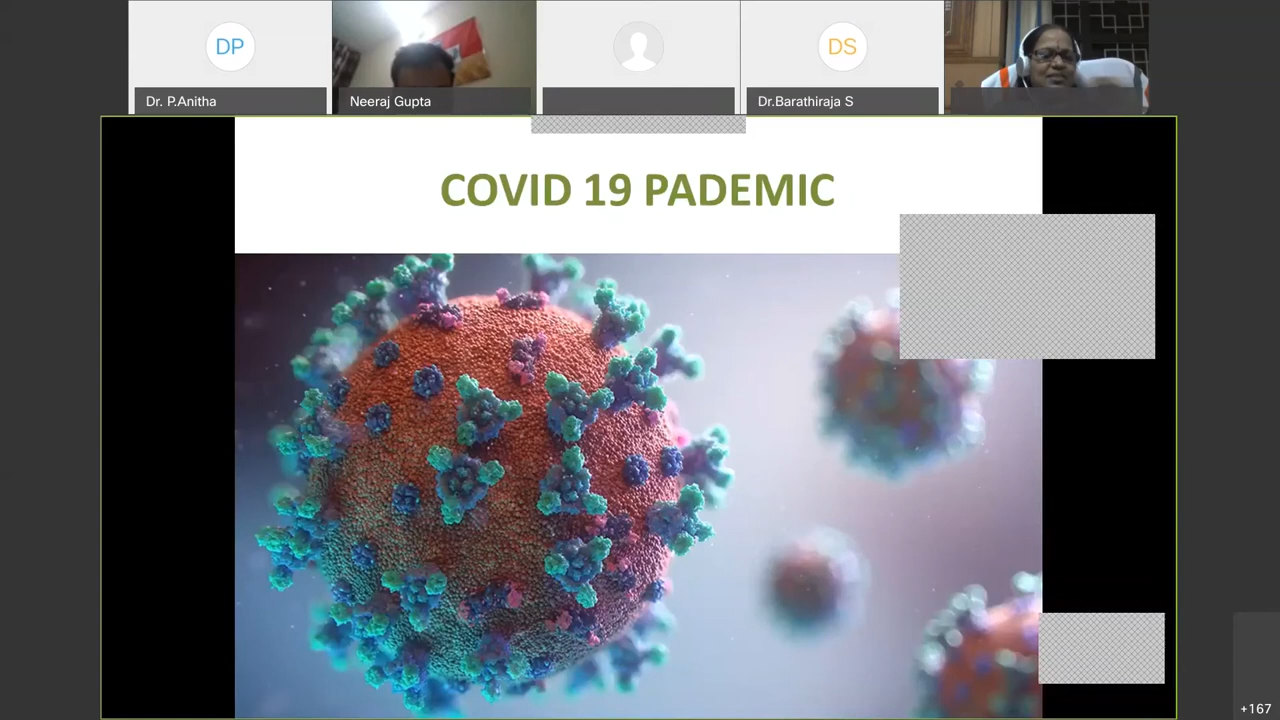 DP
DS
Dr. P.Anitha
Neeraj Gupta
Dr.Barathiraja S
COVID 19 PADEMIC
+167